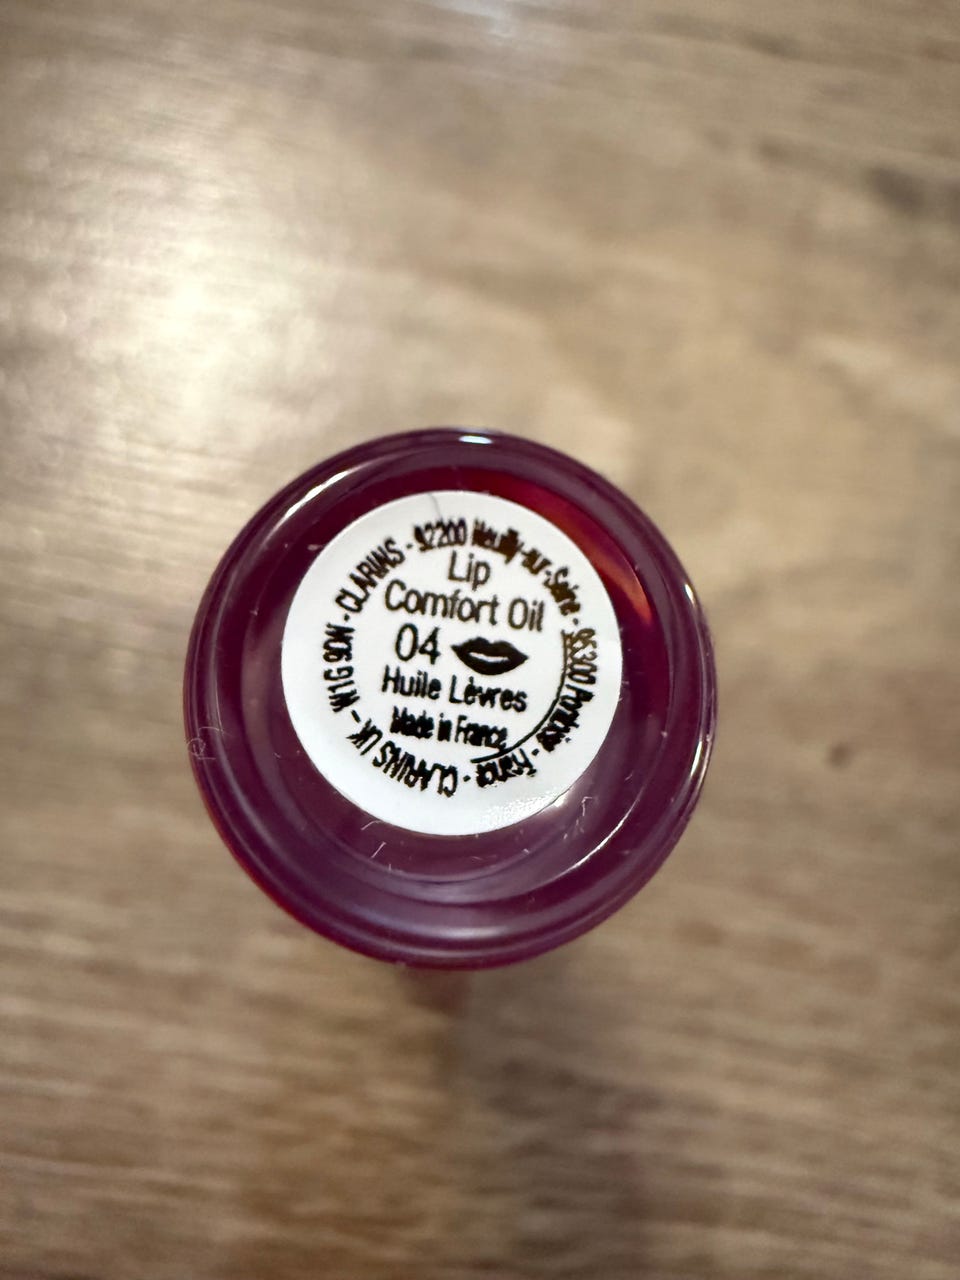 Lip
Comfort Oil
04
Huile Lèvres
Made in France
CLARINS - 92200 Neuilly-sur-Seine - 95300 Pontoise - France - CLARINS UK - W1G 9DN -